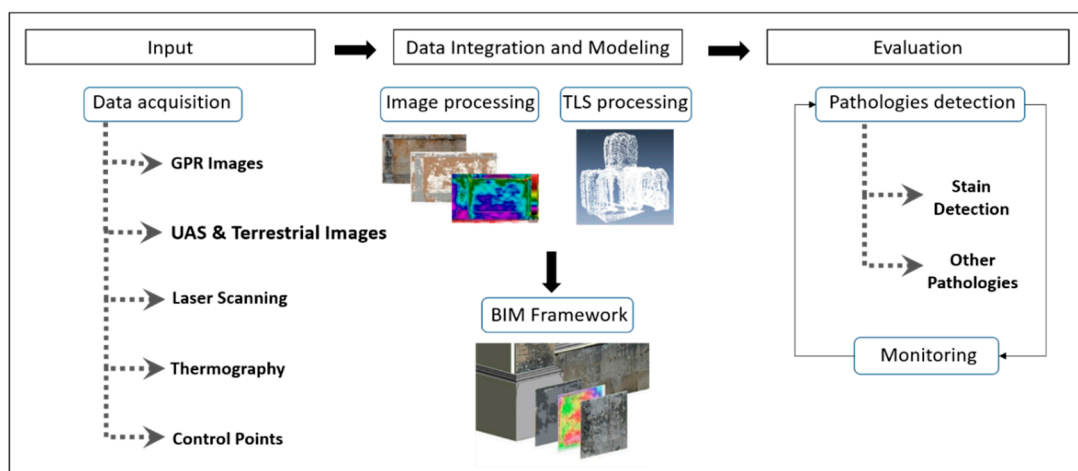 Input
Data Integration and Modeling
Evaluation
Data acquisition
GPR Images
UAS & Terrestrial Images
Laser Scanning
Thermography
Control Points
Image processing
TLS processing
BIM Framework
Pathologies detection
Stain
Detection
Other
Pathologies
Monitoring